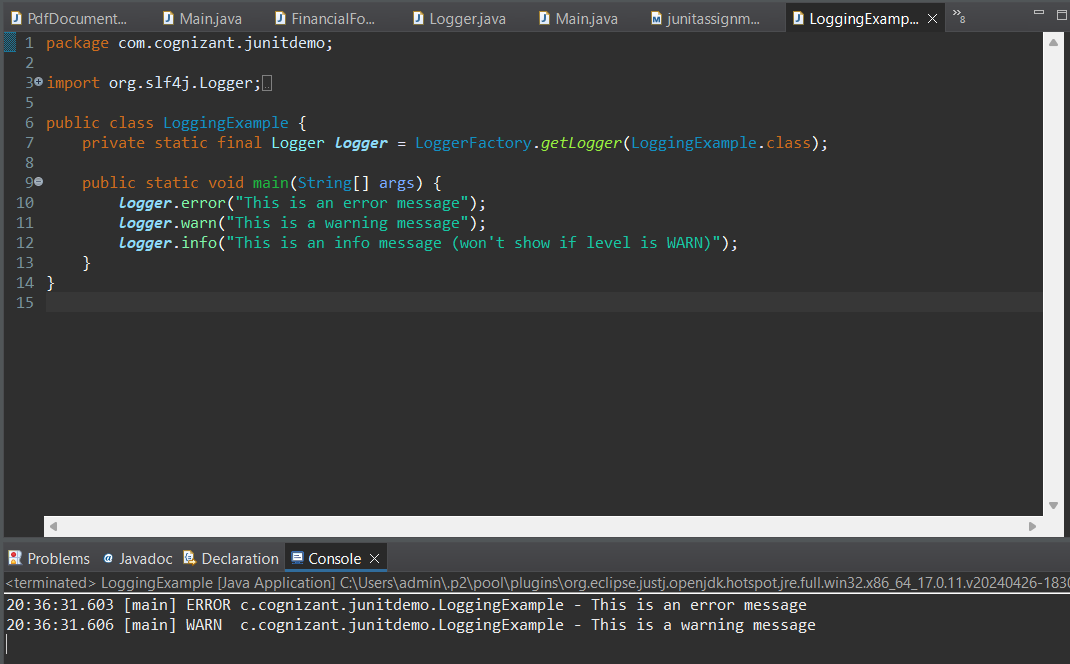 PdfDocument... Main.java FinancialFo... Logger.java Main.java junitassignm... LoggingExamp... »8
1 package com.cognizant.junitdemo;
2
3 import org.slf4j.Logger;
5
6 public class LoggingExample {
7 private static final Logger logger = LoggerFactory.getLogger(LoggingExample.class);
8
9 public static void main(String[] args) {
10 logger.error("This is an error message");
11 logger.warn("This is a warning message");
12 logger.info("This is an info message (won't show if level is WARN)");
13 }
14 }
15
Problems @ Javadoc Declaration Console
<terminated> LoggingExample [Java Application] C:\Users\admin\.p2\pool\plugins\org.eclipse.justj.openjdk.hotspot.jre.full.win32.x86_64_17.0.11.v20240426-1830
20:36:31.603 [main] ERROR c.cognizant.junitdemo.LoggingExample - This is an error message
20:36:31.606 [main] WARN c.cognizant.junitdemo.LoggingExample - This is a warning message